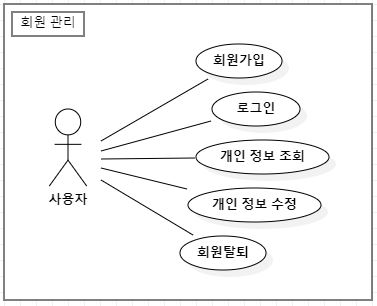 회원 관리
회원가입
로그인
개인 정보 조회
개인 정보 수정
회원탈퇴
사용자